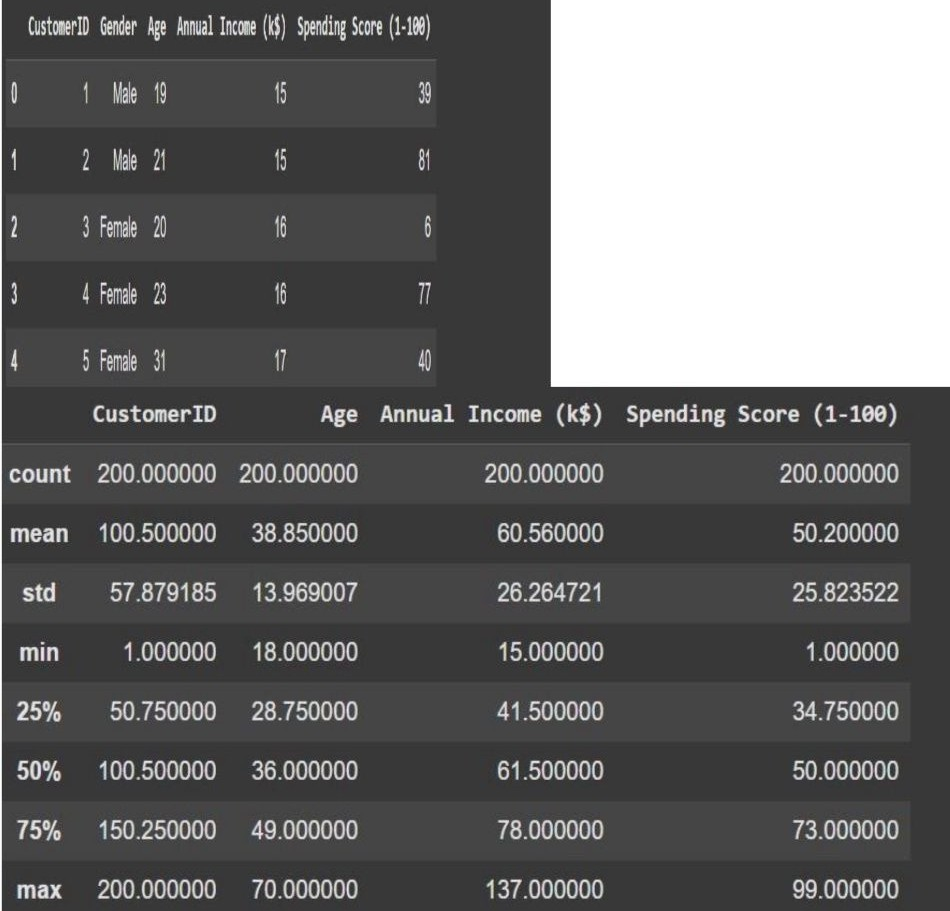 CustomerID Gender Age Annual Income (k$) Spending Score (1-100)
0 1 Male 19 15 39
1 2 Male 21 15 81
2 3 Female 20 16 6
3 4 Female 23 16 77
4 5 Female 31 17 40
CustomerID Age Annual Income (k$) Spending Score (1-100)
count 200.000000 200.000000 200.000000 200.000000
mean 100.500000 38.850000 60.560000 50.200000
std 57.879185 13.969007 26.264721 25.823522
min 1.000000 18.000000 15.000000 1.000000
25% 50.750000 28.750000 41.500000 34.750000
50% 100.500000 36.000000 61.500000 50.000000
75% 150.250000 49.000000 78.000000 73.000000
max 200.000000 70.000000 137.000000 99.000000